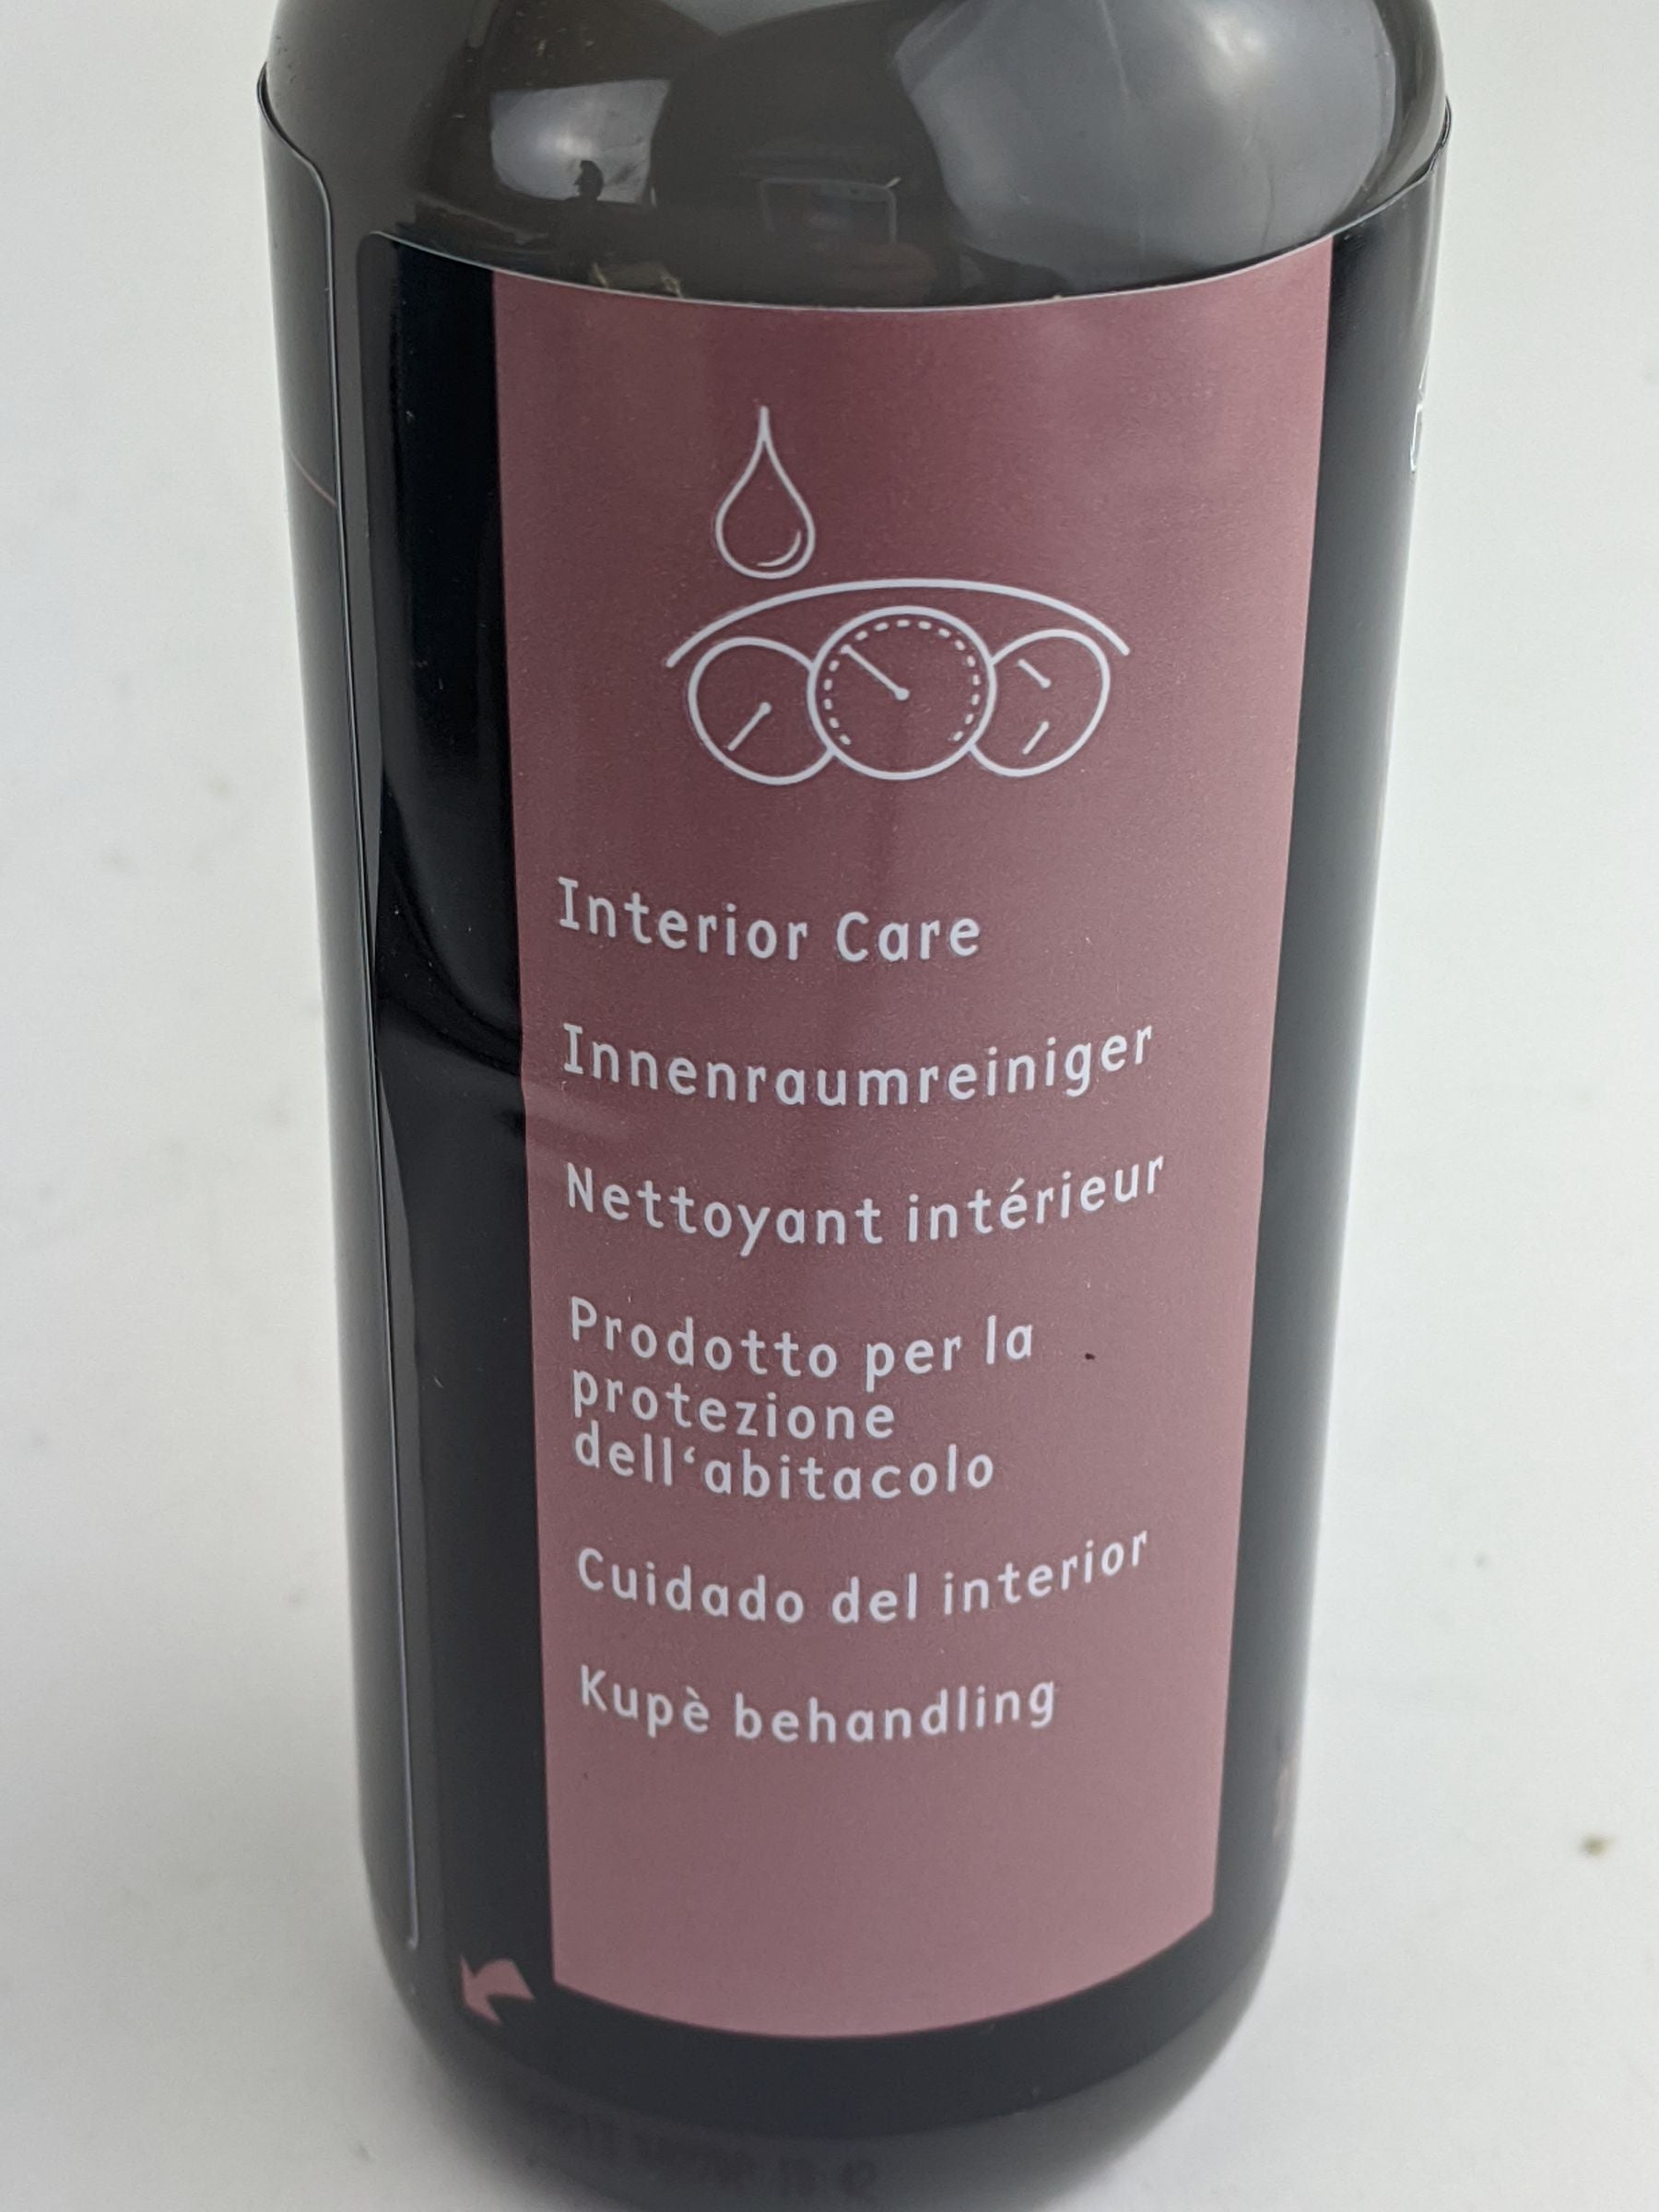 Interior Care
Innenraumreiniger
Nettoyant intérieur
Prodotto per la
protezione
dell‘abitacolo
Cuidado del interior
Kupè behandling